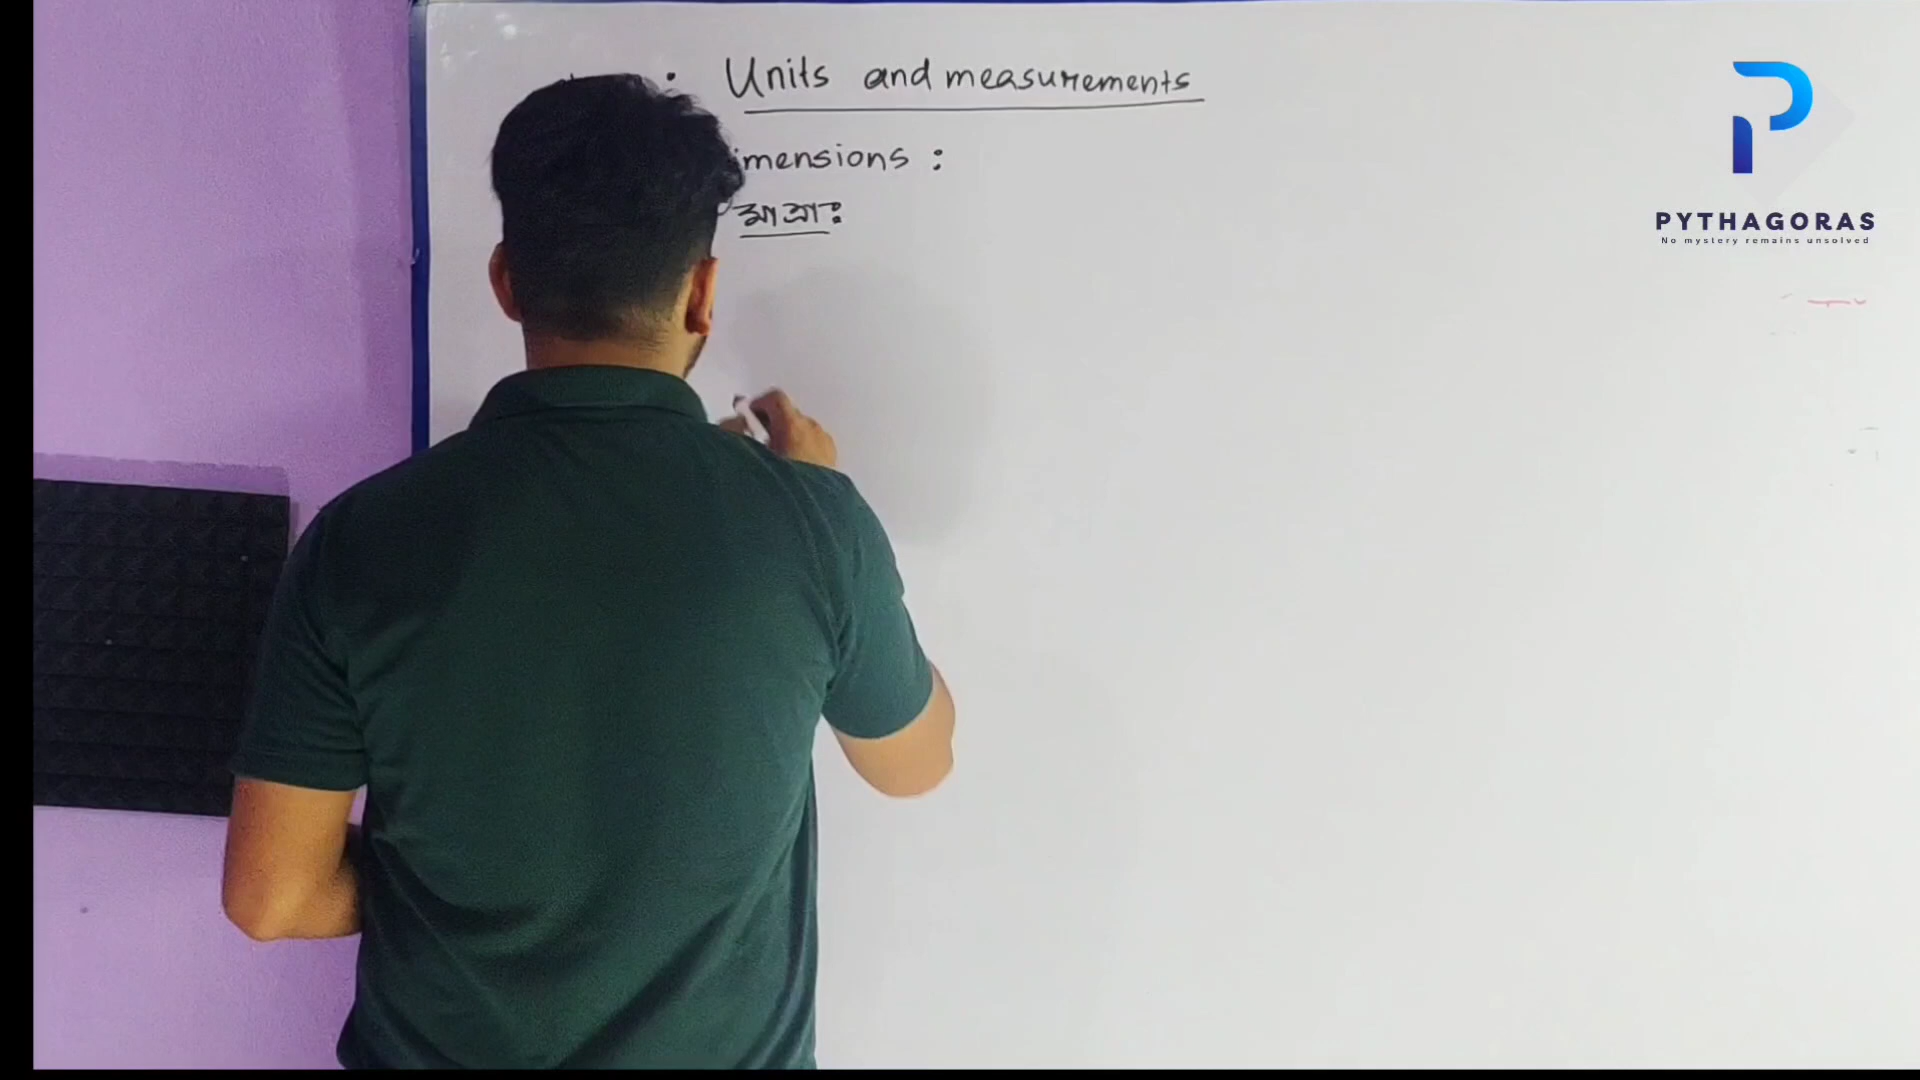 : Units and measurements
imensions :
মাত্রাঃ
PYTHAGORAS
No mystery remains unsolved